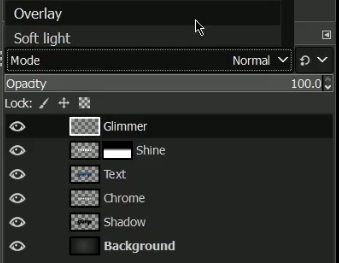 Overlay
Soft light
Mode Normal
Opacity 100.0
Lock:
Glimmer
Shine
Text
Chrome
Shadow
Background